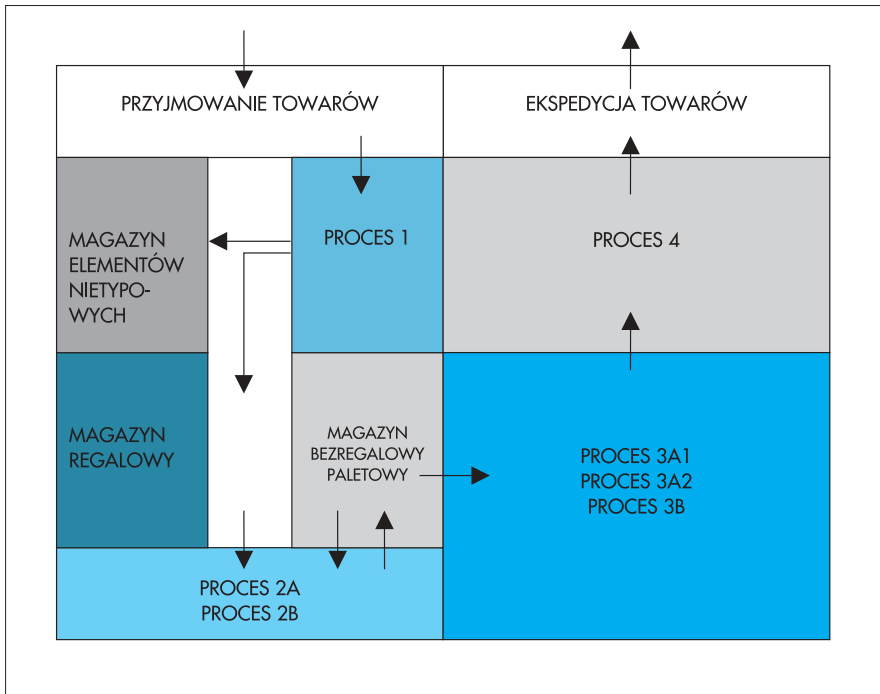 PRZYJMOWANIE TOWARÓW
EKSPEDYCJA TOWARÓW
MAGAZYN
ELEMENTÓW
NIETYPO-
WYCH
PROCES 1
PROCES 4
MAGAZYN
REGALOWY
MAGAZYN
BEZREGALOWY
PALETOWY
PROCES 3A1
PROCES 3A2
PROCES 3B
PROCES 2A
PROCES 2B